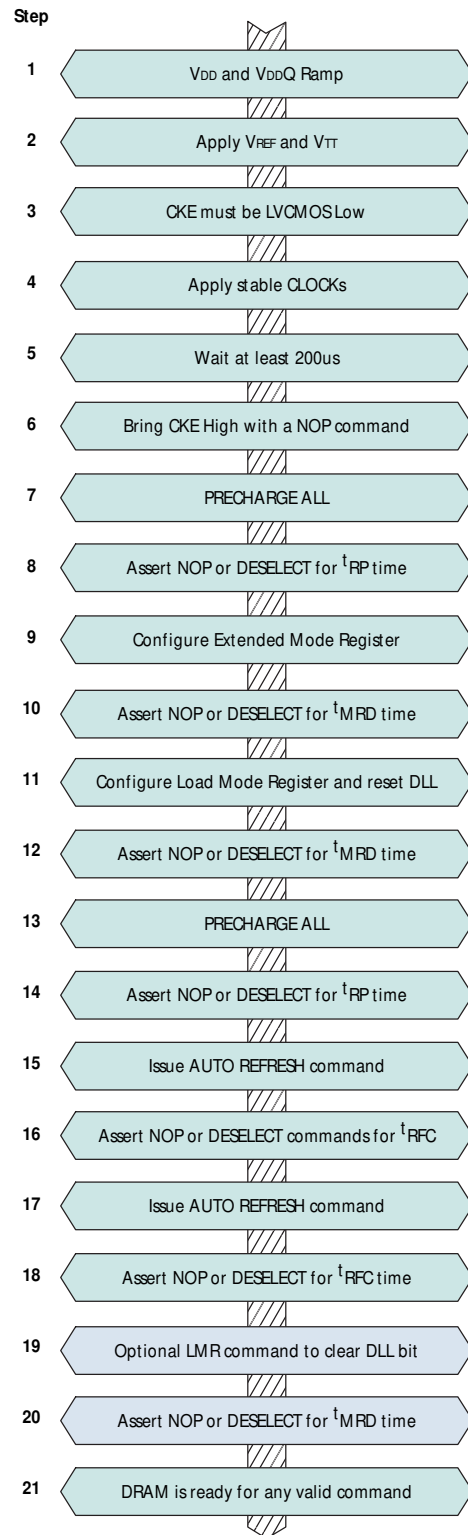 Step
1 VDD and VDDQ Ramp
2 Apply VREF and VTT
3 CKE must be LVCMOS Low
4 Apply stable CLOCKs
5 Wait at least 200us
6 Bring CKE High with a NOP command
7 PRECHARGE ALL
8 Assert NOP or DESELECT for tRP time
9 Configure Extended Mode Register
10 Assert NOP or DESELECT for tMRD time
11 Configure Load Mode Register and reset DLL
12 Assert NOP or DESELECT for tMRD time
13 PRECHARGE ALL
14 Assert NOP or DESELECT for tRP time
15 Issue AUTO REFRESH command
16 Assert NOP or DESELECT commands for tRFC
17 Issue AUTO REFRESH command
18 Assert NOP or DESELECT for tRFC time
19 Optional LMR command to clear DLL bit
20 Assert NOP or DESELECT for tMRD time
21 DRAM is ready for any valid command